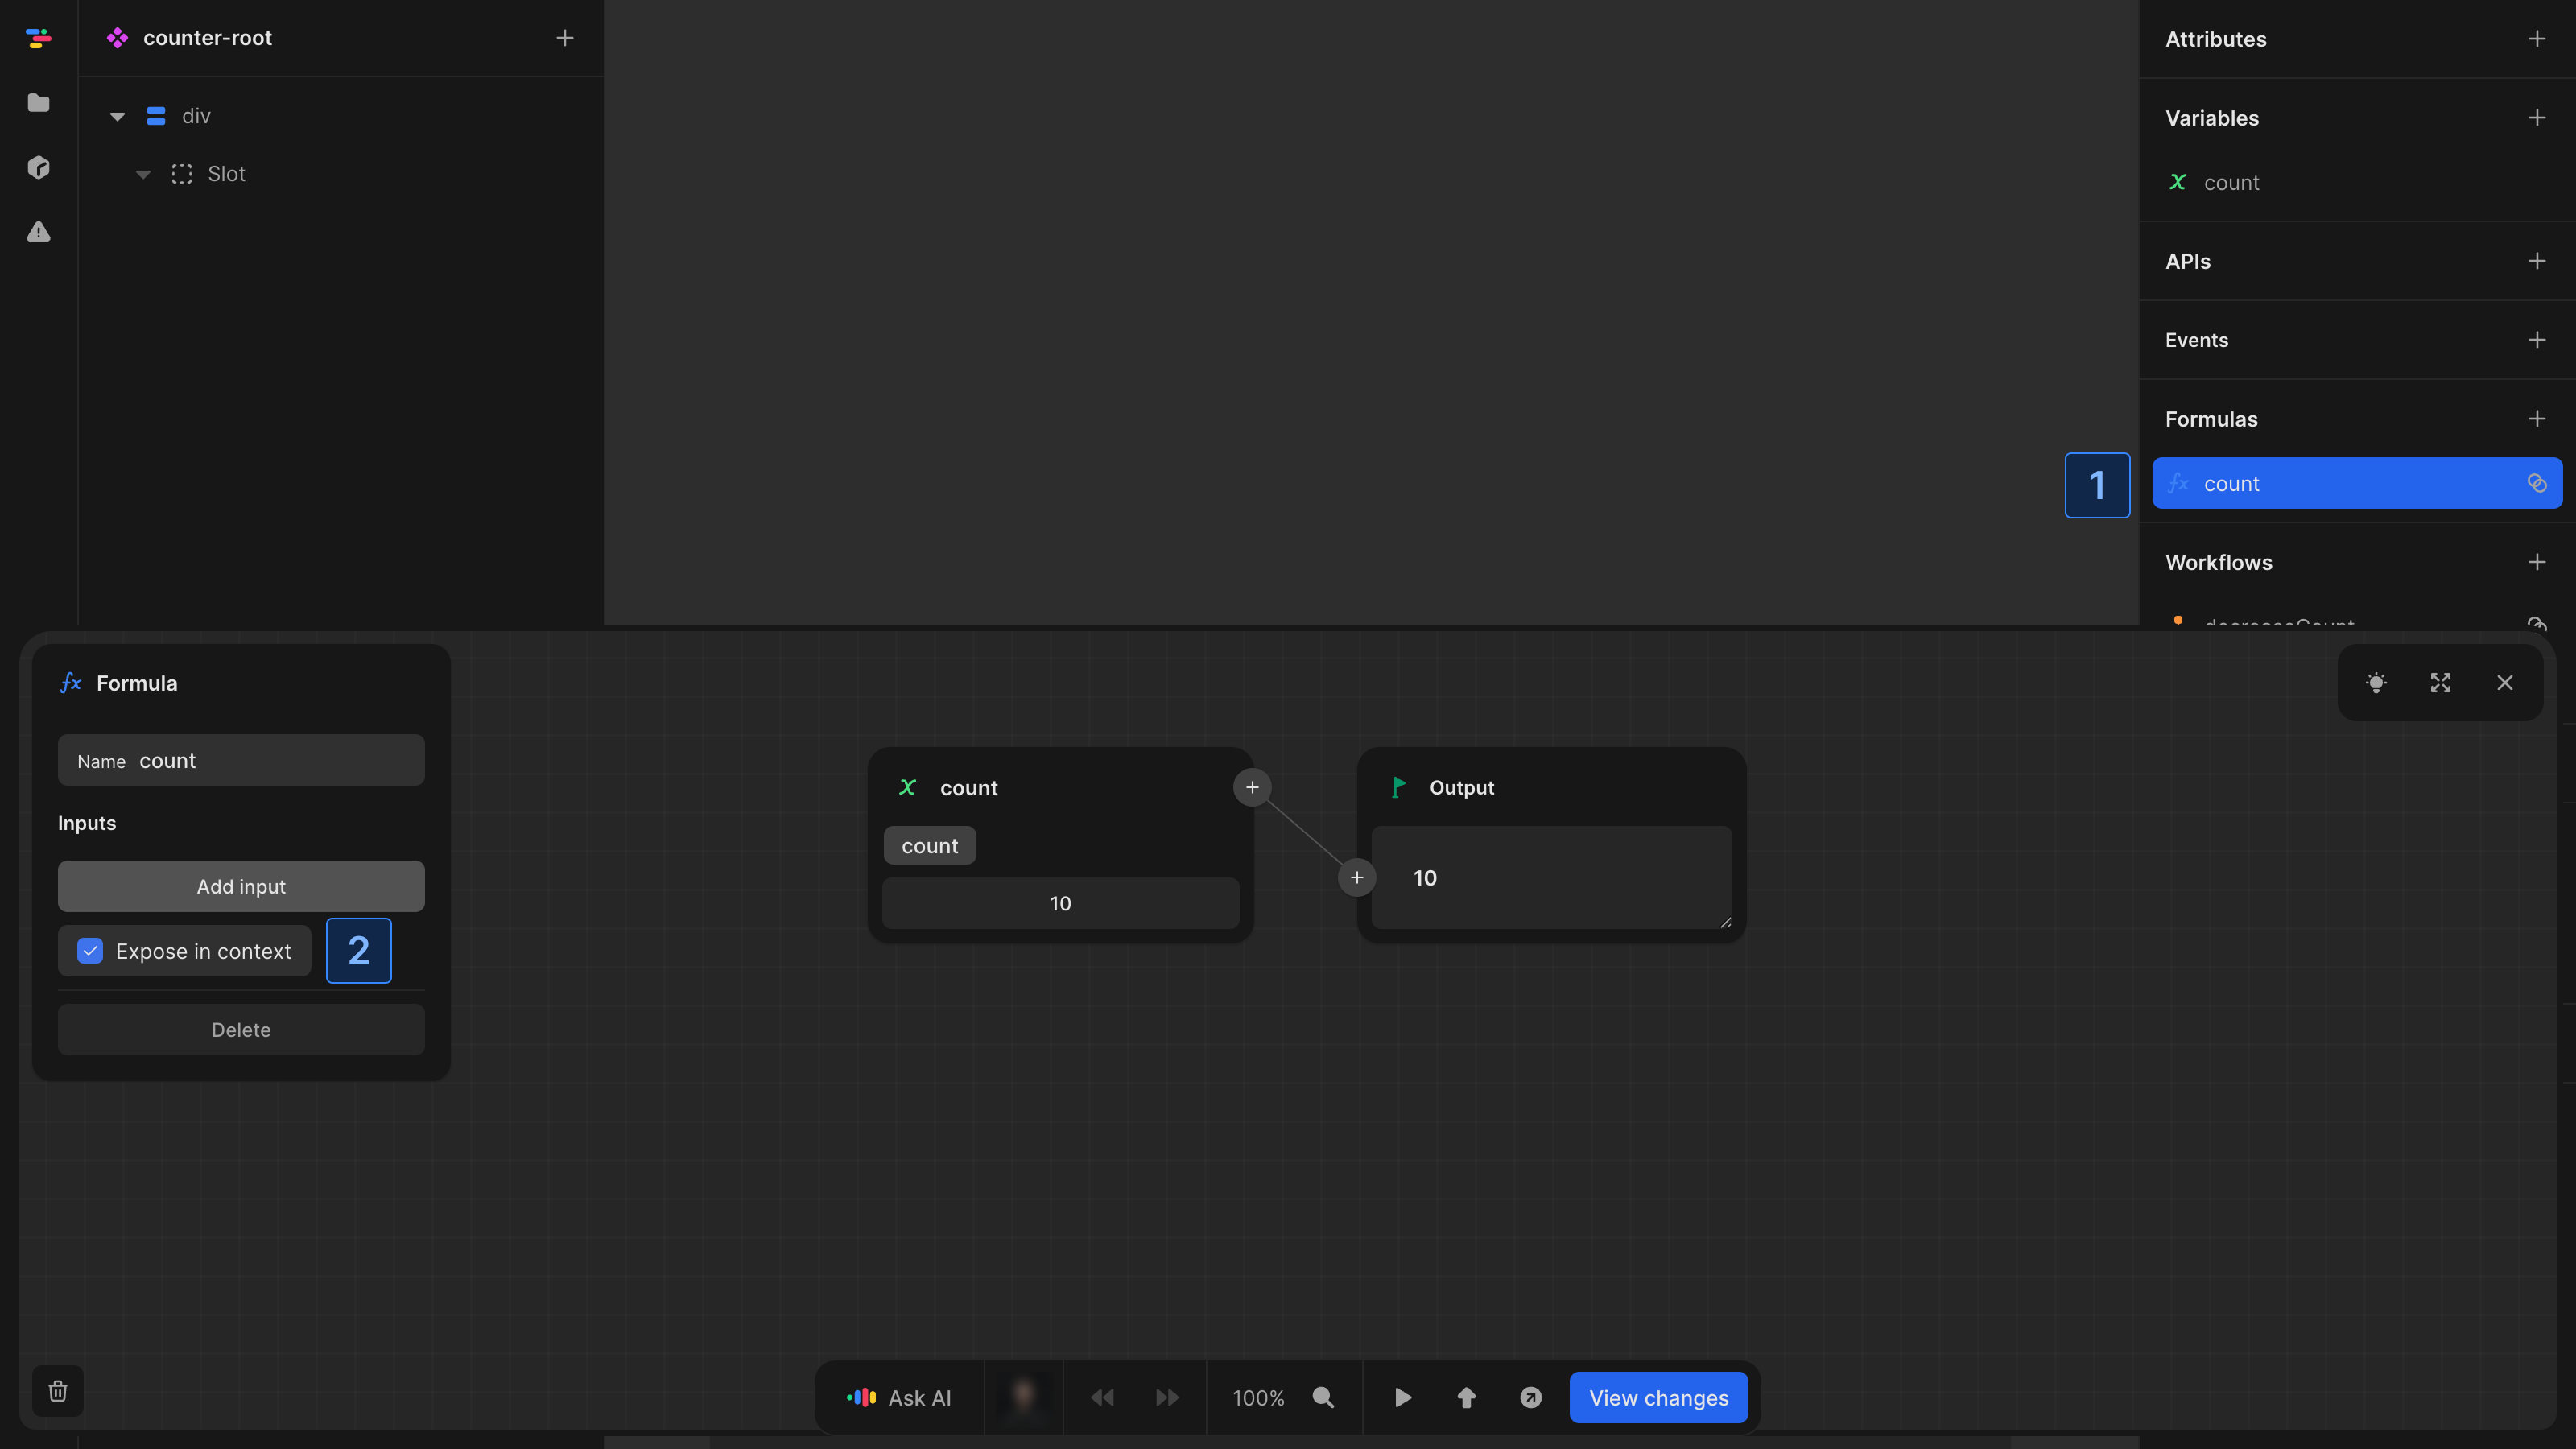 counter-root
div
Slot
Attributes
Variables
count
APIs
Events
Formulas
1
count
Workflows
decreaseCount
Formula
Name count
Inputs
Add input
Expose in context
2
Delete
count
count
10
Output
10
Ask AI
100%
View changes